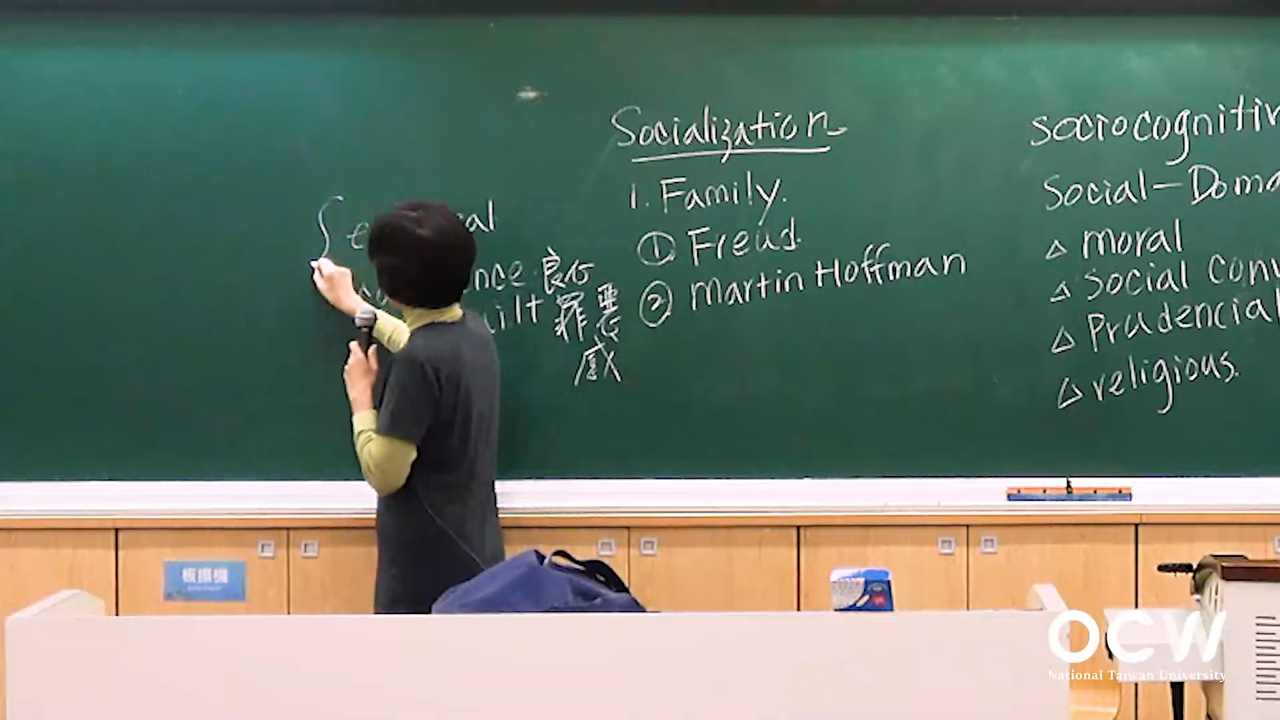 al
nce 良心
uilt 罪惡
感
Socialization
1. Family.
① Freud.
② Martin Hoffman
Sociocognitiv
Social-Doma
△ moral
△ Social Conv
△ Prudencial
△ religious.
板擦機
OCW
National Taiwan University